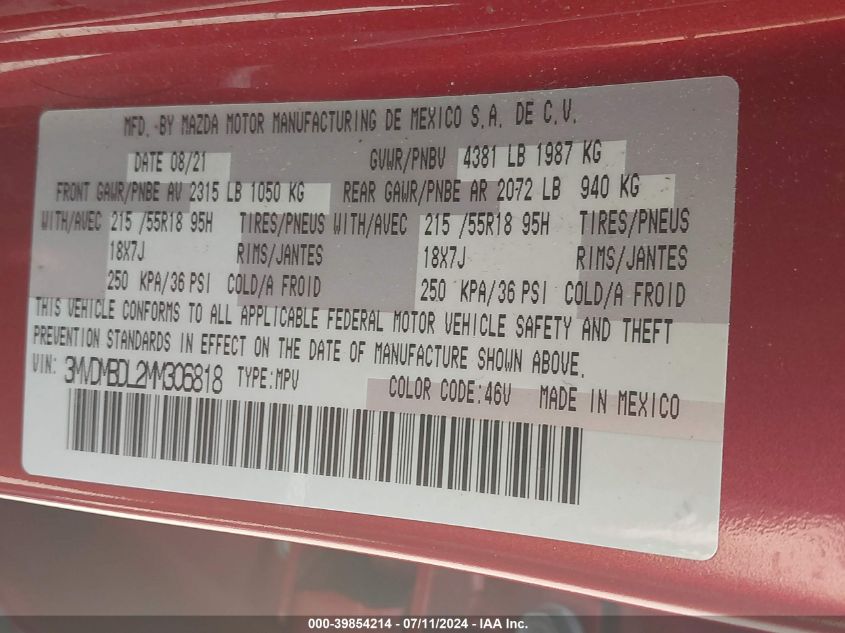 MFD.-BY MAZDA MOTOR MANUFACTURING DE MEXICO S.A. DE C.V.
DATE 08/21 GVWR/PNBV 4381 LB 1987 KG
FRONT GAWR/PNBE AV 2315 LB 1050 KG REAR GAWR/PNBE AR 2072 LB 940 KG
WITH/AVEC 215 /55R18 95H TIRES/PNEUS WITH/AVEC 215 /55R18 95H TIRES/PNEUS
18X7J RIMS/JANTES 18X7J RIMS/JANTES
250 KPA/36 PSI COLD/A FROID 250 KPA/36 PSI COLD/A FROID
THIS VEHICLE CONFORMS TO ALL APPLICABLE FEDERAL MOTOR VEHICLE SAFETY AND THEFT
PREVENTION STANDARDS IN EFFECT ON THE DATE OF MANUFACTURE SHOWN ABOVE.
VIN: 3MVDMBDL2MM306818 TYPE:MPV COLOR CODE:46V MADE IN MEXICO
000-39854214 - 07/11/2024 - IAA Inc.